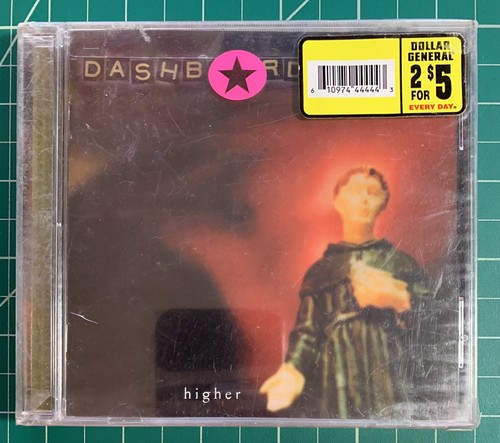 DASHB RD
DOLLAR
GENERAL
2 $5
FOR
EVERY DAY.
6 10974 44444 3
higher